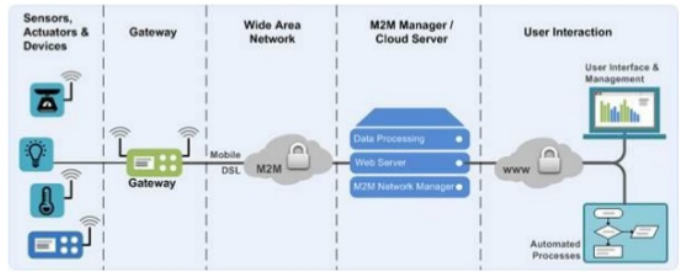 Sensors,
Actuators &
Devices
Gateway
Wide Area
Network
M2M Manager /
Cloud Server
User Interaction
Gateway
Mobile
DSL
M2M
Data Processing
Web Server
M2M Network Manager
www
User Interface &
Management
Automated
Processes